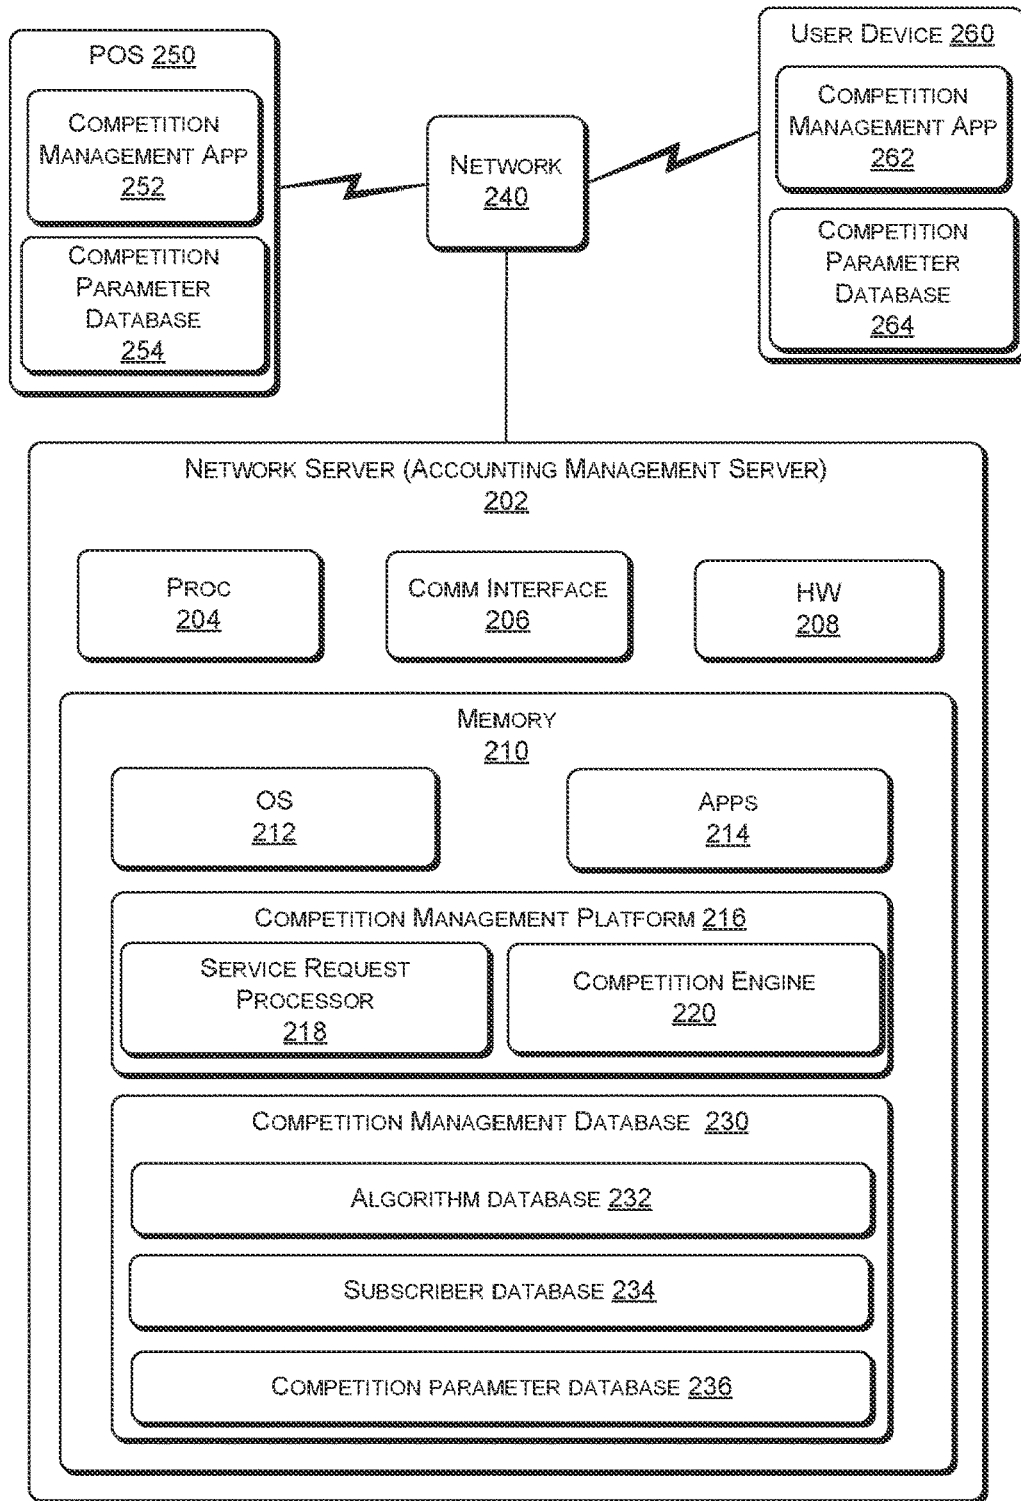 POS 250
COMPETITION
MANAGEMENT APP
252
COMPETITION
PARAMETER
DATABASE
254
NETWORK
240
USER DEVICE 260
COMPETITION
MANAGEMENT APP
262
COMPETITION
PARAMETER
DATABASE
264
NETWORK SERVER (ACCOUNTING MANAGEMENT SERVER)
202
PROC
204
COMM INTERFACE
206
HW
208
MEMORY
210
OS
212
APPS
214
COMPETITION MANAGEMENT PLATFORM 216
SERVICE REQUEST
PROCESSOR
218
COMPETITION ENGINE
220
COMPETITION MANAGEMENT DATABASE 230
ALGORITHM DATABASE 232
SUBSCRIBER DATABASE 234
COMPETITION PARAMETER DATABASE 236